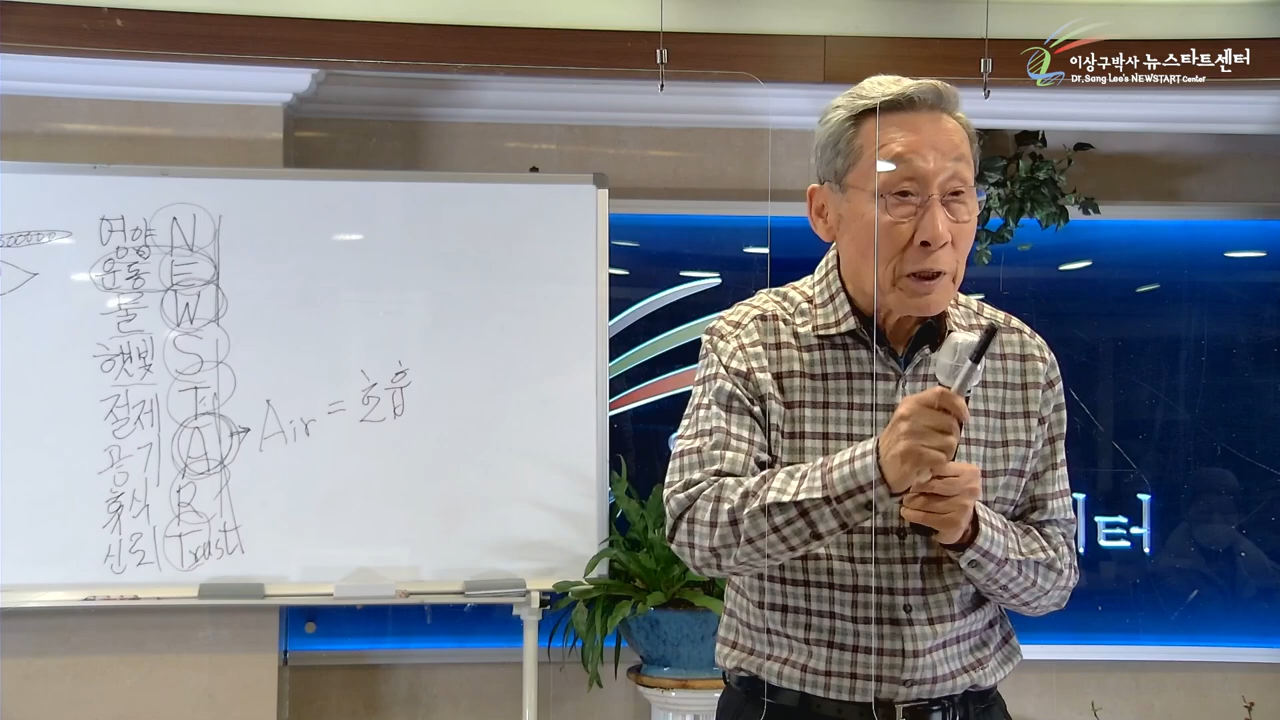 이상구박사 뉴스타트센터
Dr. Sang Lee's NEWSTART Center
영양 N
운동 E
물 W
햇빛 S
절제 T
공기 A → Air = 호흡
휴식 R
신뢰 Trust
터